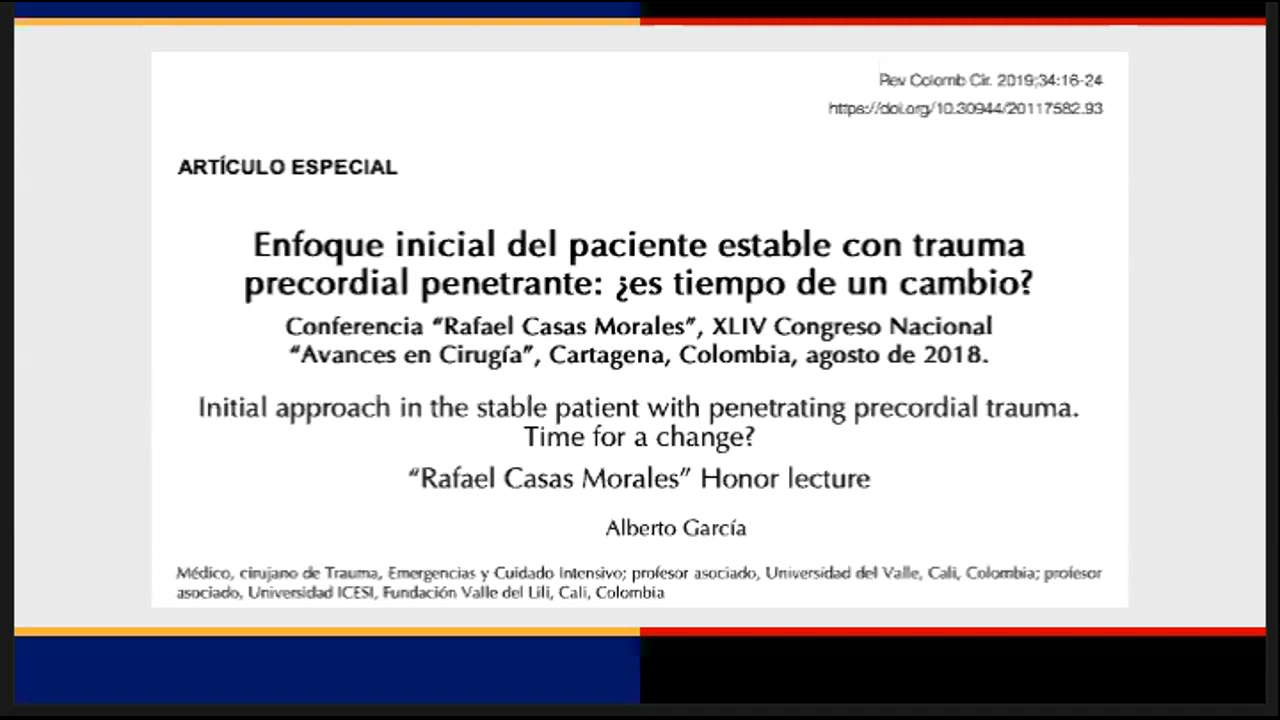 Rev Colomb Cir. 2019;34:16-24
https://doi.org/10.30944/20117582.93
ARTÍCULO ESPECIAL
Enfoque inicial del paciente estable con trauma
precordial penetrante: ¿es tiempo de un cambio?
Conferencia “Rafael Casas Morales”, XLIV Congreso Nacional
“Avances en Cirugía”, Cartagena, Colombia, agosto de 2018.
Initial approach in the stable patient with penetrating precordial trauma.
Time for a change?
“Rafael Casas Morales” Honor lecture
Alberto García
Médico, cirujano de Trauma, Emergencias y Cuidado Intensivo; profesor asociado, Universidad del Valle, Cali, Colombia; profesor
asociado, Universidad ICESI, Fundación Valle del Lili, Cali, Colombia